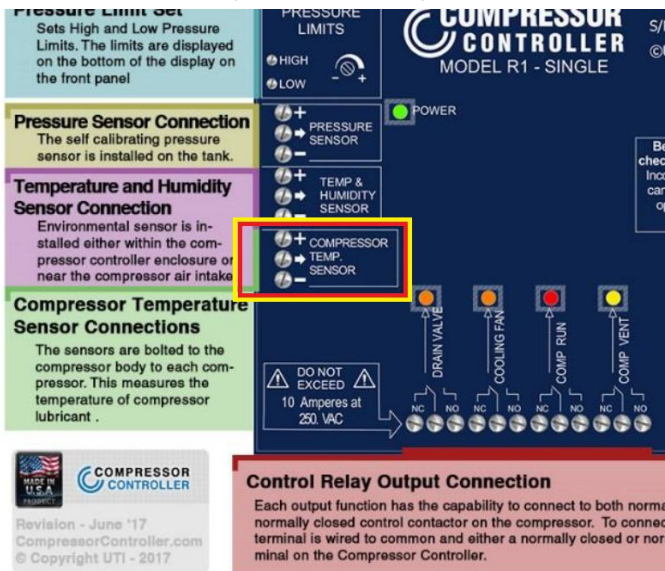 Pressure Limit Set
Sets High and Low Pressure
Limits. The limits are displayed
on the bottom of the display on
the front panel
Pressure Sensor Connection
The self calibrating pressure
sensor is installed on the tank.
Temperature and Humidity
Sensor Connection
Environmental sensor is in-
stalled either within the com-
pressor controller enclosure or
near the compressor air intake
Compressor Temperature
Sensor Connections
The sensors are bolted to the
compressor body to each com-
pressor. This measures the
temperature of compressor
lubricant .
MADE IN
U.S.A
PRODUCT
COMPRESSOR
CONTROLLER
Revision - June '17
CompressorController.com
© Copyright UTI - 2017
PRESSURE
LIMITS
HIGH
LOW
- +
+ PRESSURE
SENSOR
-
TEMP &
HUMIDITY
SENSOR
+ COMPRESSOR
TEMP.
SENSOR
-
COMPRESSOR
CONTROLLER
MODEL R1 - SINGLE
POWER
S/
©
Be
chec
Inco
can
op
DRAIN VALVE
COOLING FAN
COMP RUN
COMP VENT
DO NOT
EXCEED
10 Amperes at
250. VAC
NC NO NC NO NC NO NC NO
Control Relay Output Connection
Each output function has the capability to connect to both norma
normally closed control contactor on the compressor. To connec
terminal is wired to common and either a normally closed or nor
minal on the Compressor Controller.